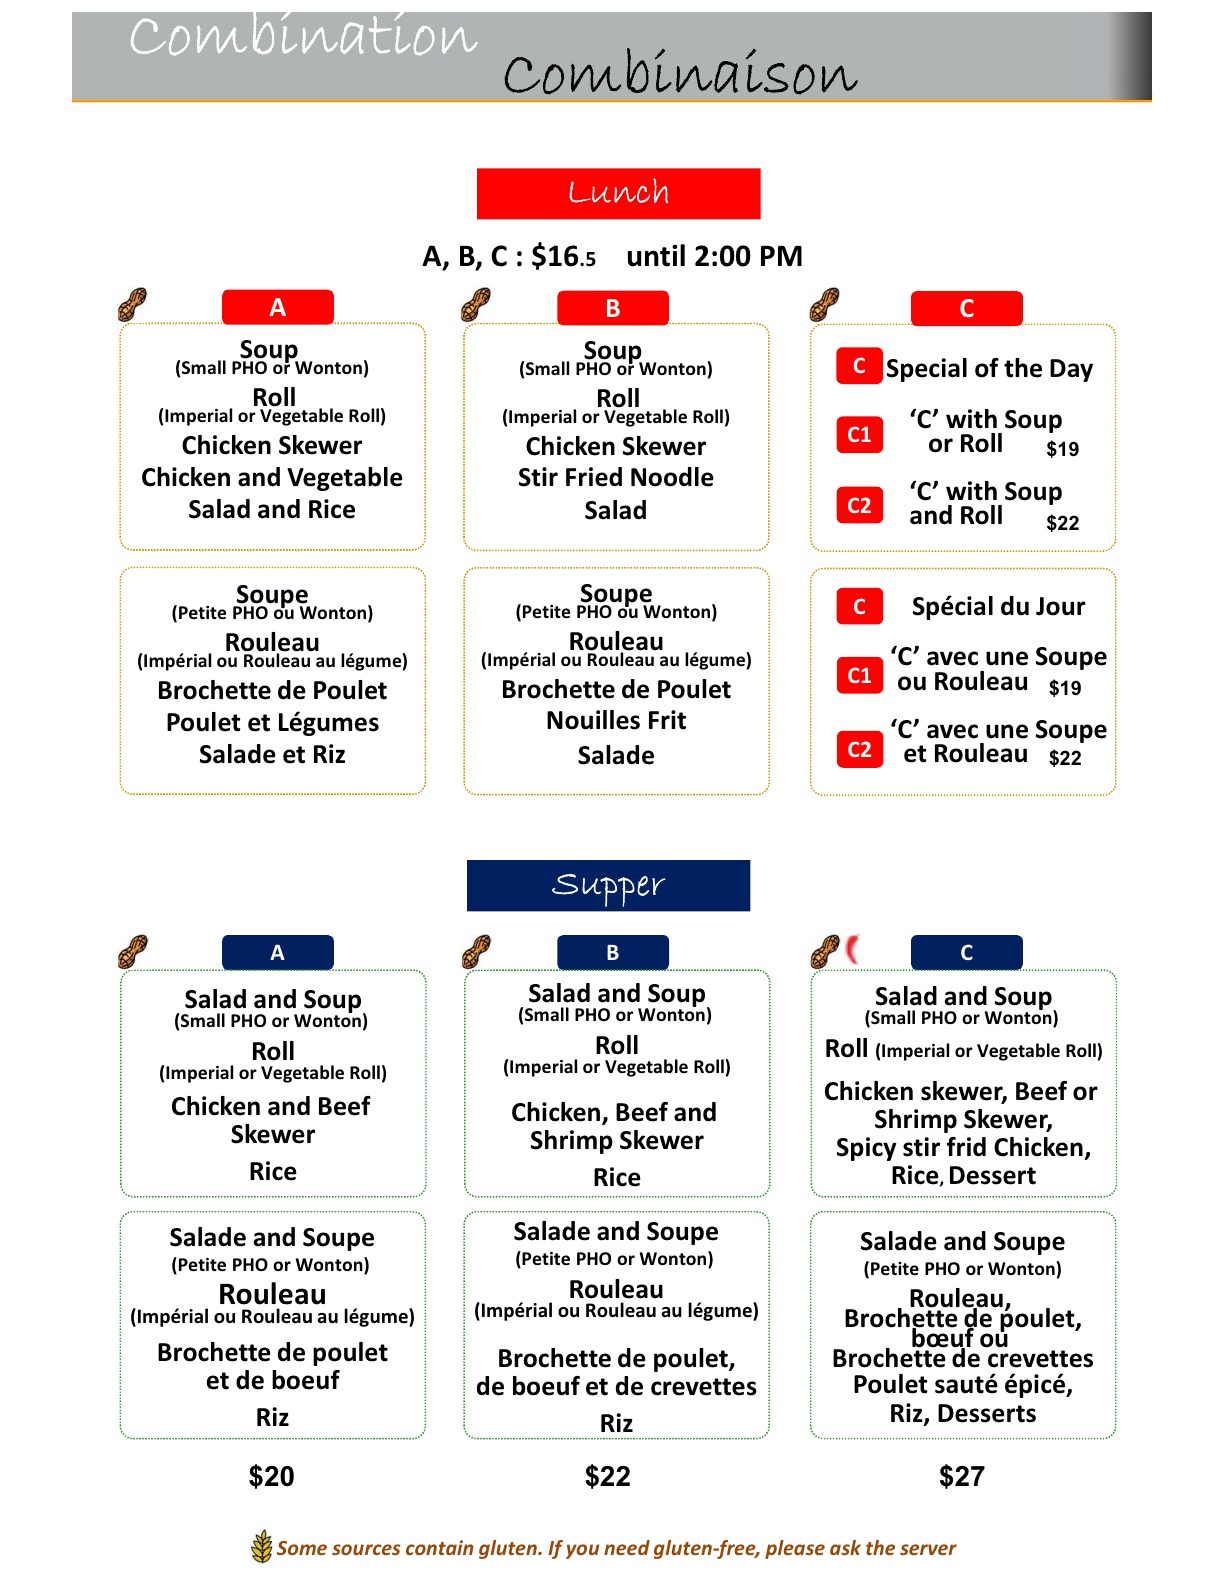 Combination
Combinaison
Lunch
A, B, C : $16.5 until 2:00 PM
A
Soup
(Small PHO or Wonton)
Roll
(Imperial or Vegetable Roll)
Chicken Skewer
Chicken and Vegetable
Salad and Rice
B
Soup
(Small PHO or Wonton)
Roll
(Imperial or Vegetable Roll)
Chicken Skewer
Stir Fried Noodle
Salad
C
C Special of the Day
C1 ‘C’ with Soup
or Roll $19
C2 ‘C’ with Soup
and Roll $22
Soupe
(Petite PHO ou Wonton)
Rouleau
(Impérial ou Rouleau au légume)
Brochette de Poulet
Poulet et Légumes
Salade et Riz
Soupe
(Petite PHO ou Wonton)
Rouleau
(Impérial ou Rouleau au légume)
Brochette de Poulet
Nouilles Frit
Salade
C Spécial du Jour
C1 ‘C’ avec une Soupe
ou Rouleau $19
C2 ‘C’ avec une Soupe
et Rouleau $22
Supper
A
Salad and Soup
(Small PHO or Wonton)
Roll
(Imperial or Vegetable Roll)
Chicken and Beef
Skewer
Rice
B
Salad and Soup
(Small PHO or Wonton)
Roll
(Imperial or Vegetable Roll)
Chicken, Beef and
Shrimp Skewer
Rice
C
Salad and Soup
(Small PHO or Wonton)
Roll (Imperial or Vegetable Roll)
Chicken skewer, Beef or
Shrimp Skewer,
Spicy stir frid Chicken,
Rice, Dessert
Salade and Soupe
(Petite PHO or Wonton)
Rouleau
(Impérial ou Rouleau au légume)
Brochette de poulet
et de boeuf
Riz
$20
Salade and Soupe
(Petite PHO or Wonton)
Rouleau
(Impérial ou Rouleau au légume)
Brochette de poulet,
de boeuf et de crevettes
Riz
$22
Salade and Soupe
(Petite PHO or Wonton)
Rouleau,
Brochette de poulet,
bœuf ou
Brochette de crevettes
Poulet sauté épicé,
Riz, Desserts
$27
Some sources contain gluten. If you need gluten-free, please ask the server